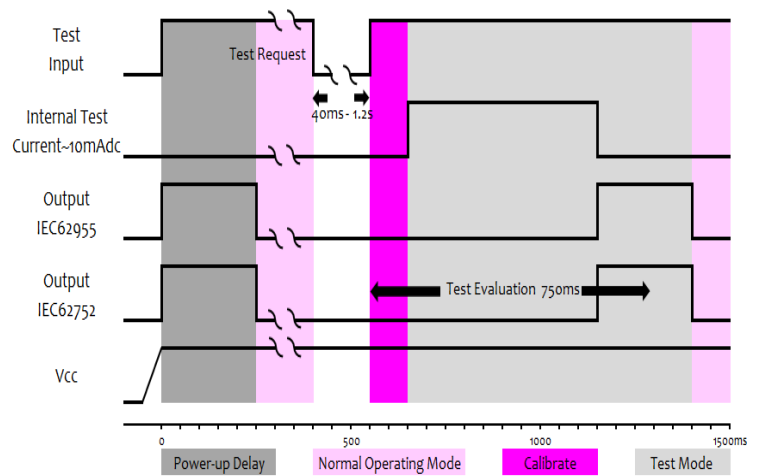 Test
Input
Test Request
40ms - 1.2s
Internal Test
Current~10mAdc
Output
IEC62955
Output
IEC62752
Test Evaluation 750ms
Vcc
0
500
1000
1500ms
Power-up Delay
Normal Operating Mode
Calibrate
Test Mode